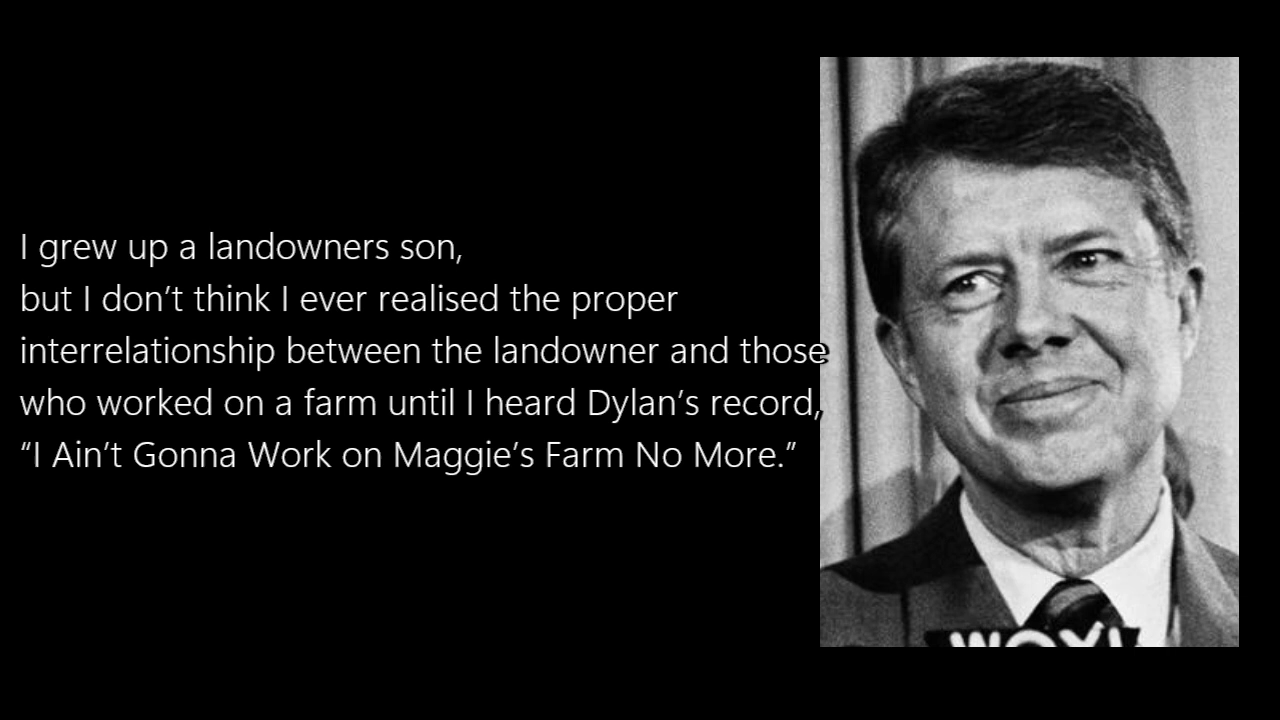 I grew up a landowners son,
but I don’t think I ever realised the proper
interrelationship between the landowner and those
who worked on a farm until I heard Dylan’s record,
“I Ain’t Gonna Work on Maggie’s Farm No More.”